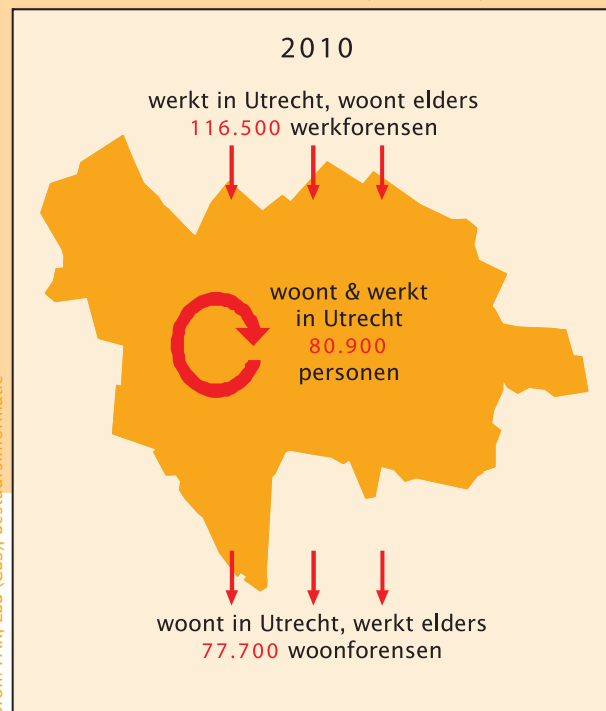 2010
werkt in Utrecht, woont elders
116.500 werkforensen
woont & werkt
in Utrecht
80.900
personen
woont in Utrecht, werkt elders
77.700 woonforensen